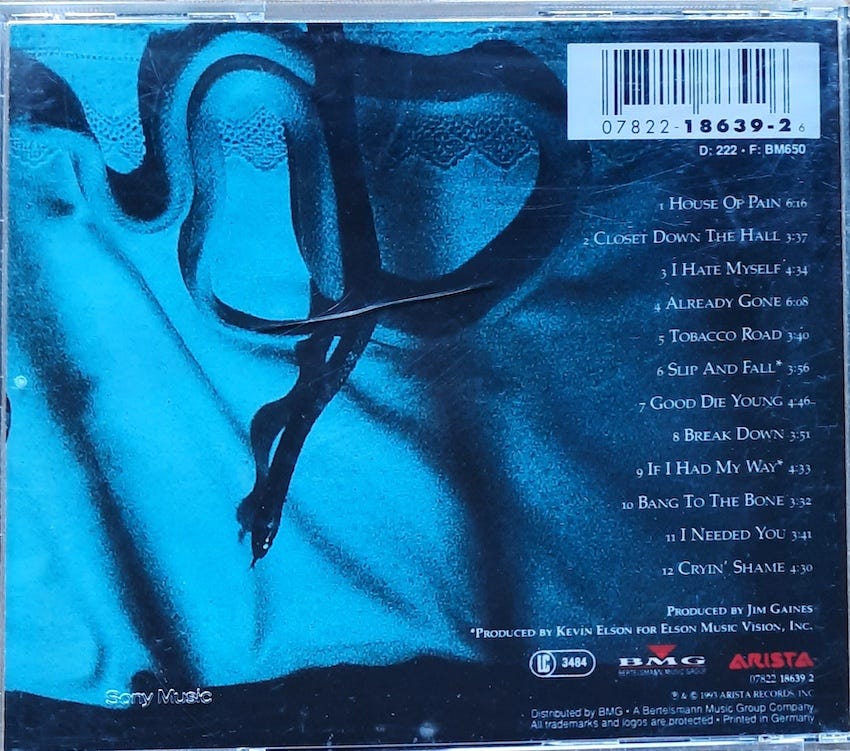 07822-18639-2 6
D: 222 • F: BM650
1 HOUSE OF PAIN 6:16
2 CLOSET DOWN THE HALL 3:37
3 I HATE MYSELF 4:34
4 ALREADY GONE 6:08
5 TOBACCO ROAD 3:40
6 SLIP AND FALL* 3:56
7 GOOD DIE YOUNG 4:46
8 BREAK DOWN 3:51
9 IF I HAD MY WAY* 4:33
10 BANG TO THE BONE 3:32
11 I NEEDED YOU 3:41
12 CRYIN' SHAME 4:30
PRODUCED BY JIM GAINES
*PRODUCED BY KEVIN ELSON FOR ELSON MUSIC VISION, INC.
LC 3484 BMG ARISTA
BERTELSMANN MUSIC GROUP
07822 18639 2
℗ & © 1993 ARISTA RECORDS, INC
Sony Music
Distributed by BMG • A Bertelsmann Music Group Company
All trademarks and logos are protected • Printed in Germany